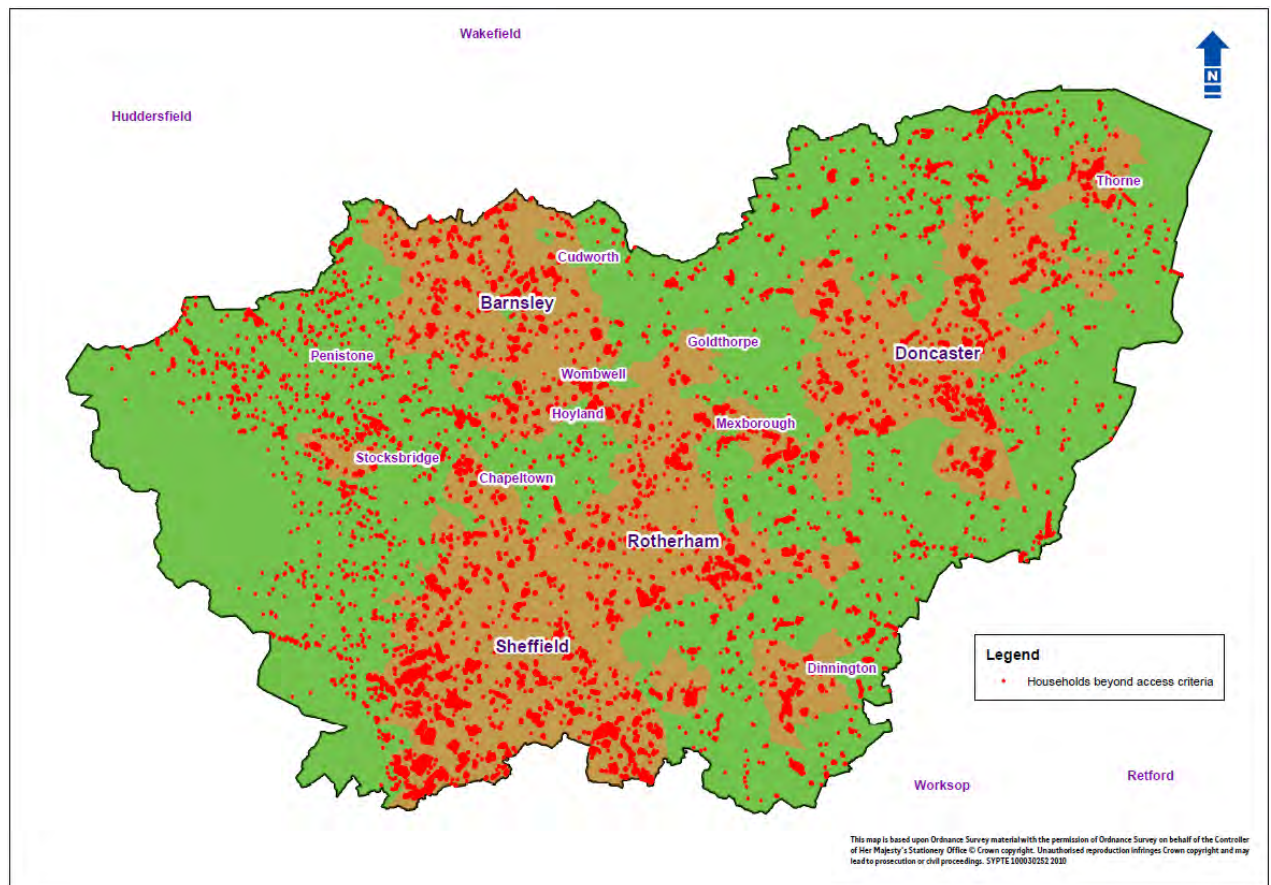 Wakefield
N
Huddersfield
Thorne
Cudworth
Barnsley
Goldthorpe
Penistone
Doncaster
Wombwell
Hoyland
Mexborough
Stocksbridge
Chapeltown
Rotherham
Sheffield
Legend
Dinnington
Households beyond access criteria
Retford
Worksop
This map is based upon Ordnance Survey material with the permission of Ordnance Survey on behalf of the Controller
of Her Majesty's Stationery Office © Crown copyright. Unauthorised reproduction infringes Crown copyright and may
lead to prosecution or civil proceedings. SYPTE 100030252 2010